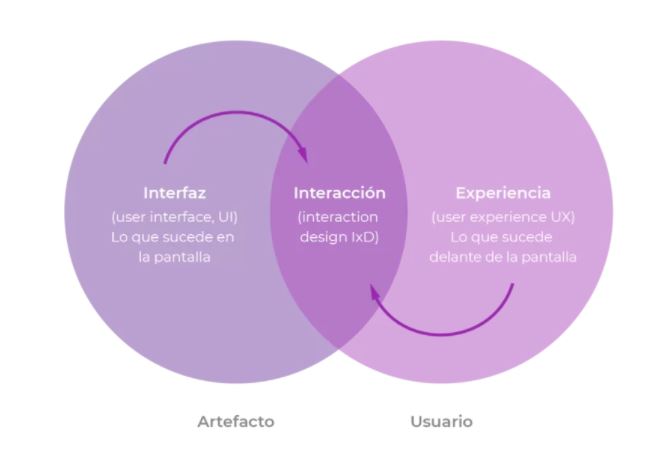 Interfaz
(user interface, UI)
Lo que sucede en
la pantalla
Interacción
(interaction
design IxD)
Experiencia
(user experience UX)
Lo que sucede
delante de la pantalla
Artefacto
Usuario